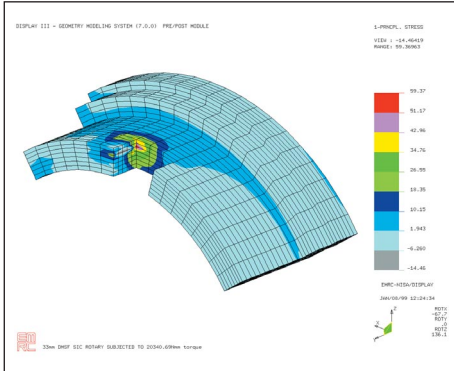 DISPLAY III - GEOMETRY MODELING SYSTEM (7.0.0) PRE/POST MODULE
1-PRNCPL. STRESS
VIEW : -14.46419
RANGE: 59.36963
59.37
51.17
42.96
34.76
26.55
18.35
10.15
1.943
-6.260
-14.46
EMRC-NISA/DISPLAY
JAN/08/99 12:24:34
ROTX
-67.7
ROTY
.0
ROTZ
136.1
33mm DMGF SIC ROTARY SUBJECTED TO 20340.69Nmm torque